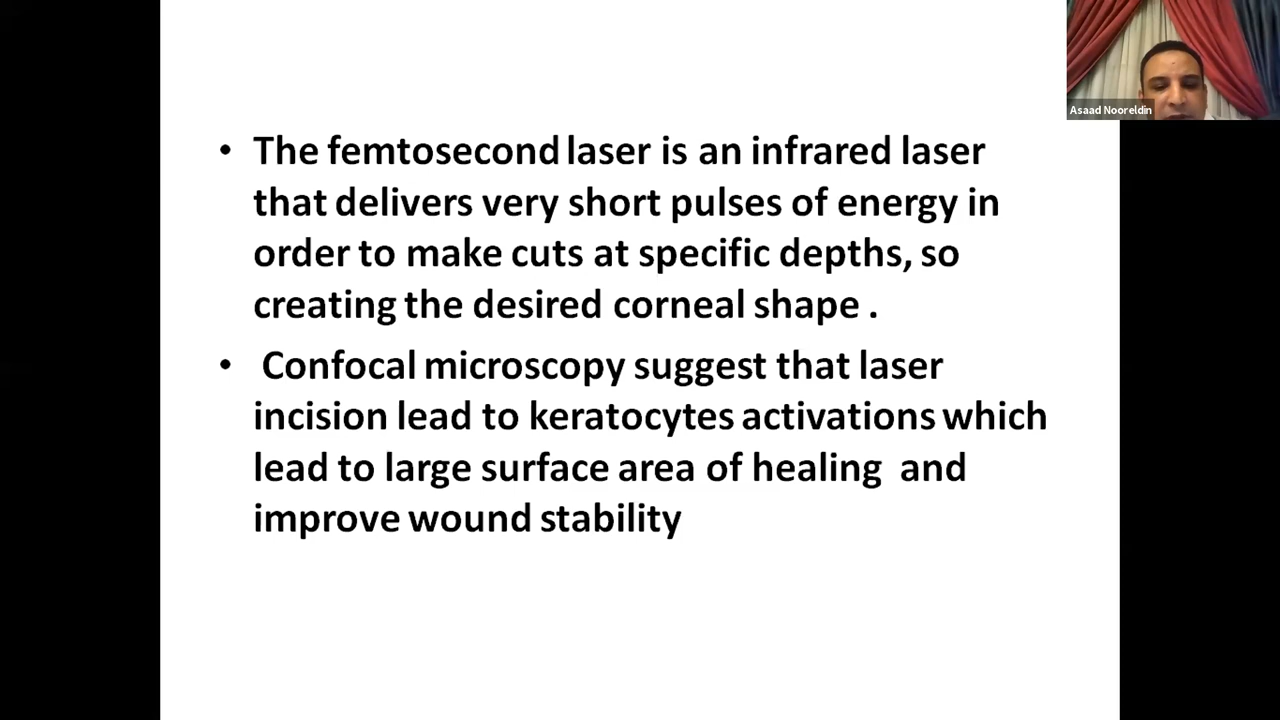 Asaad Nooreldin
• The femtosecond laser is an infrared laser
that delivers very short pulses of energy in
order to make cuts at specific depths, so
creating the desired corneal shape .
• Confocal microscopy suggest that laser
incision lead to keratocytes activations which
lead to large surface area of healing and
improve wound stability